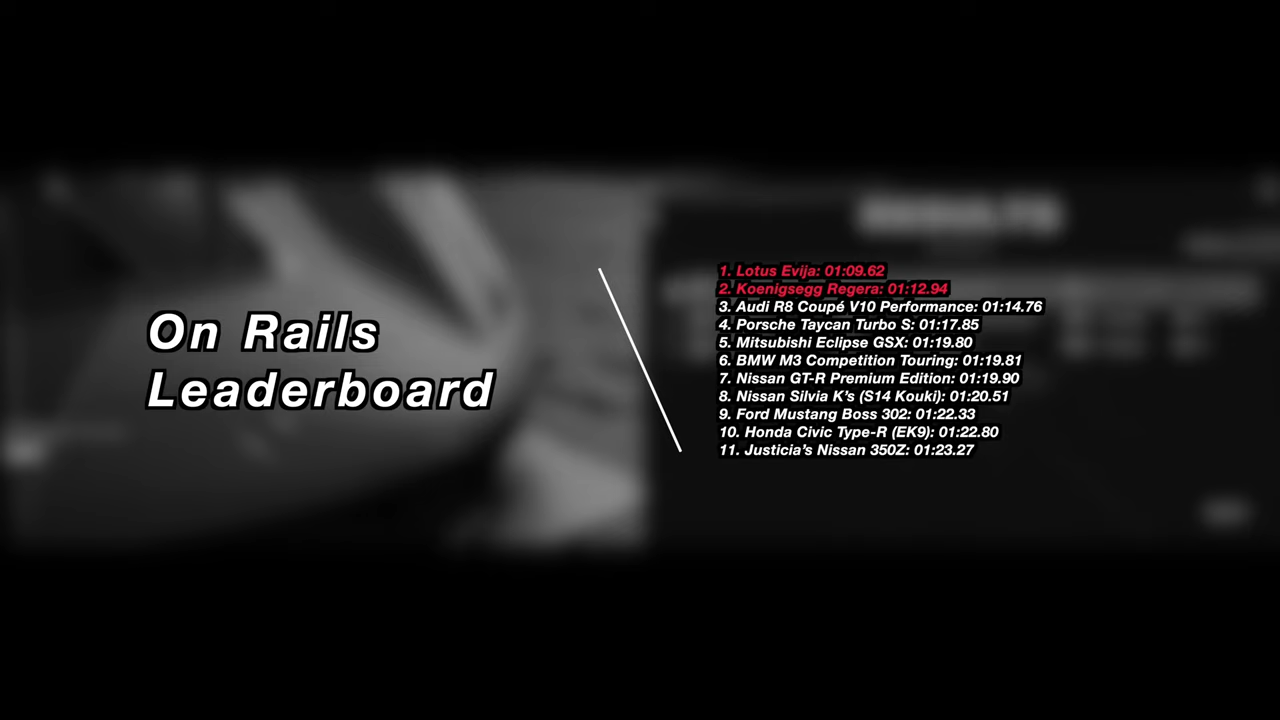 On Rails
Leaderboard
1. Lotus Evija: 01:09.62
2. Koenigsegg Regera: 01:12.94
3. Audi R8 Coupé V10 Performance: 01:14.76
4. Porsche Taycan Turbo S: 01:17.85
5. Mitsubishi Eclipse GSX: 01:19.80
6. BMW M3 Competition Touring: 01:19.81
7. Nissan GT-R Premium Edition: 01:19.90
8. Nissan Silvia K’s (S14 Kouki): 01:20.51
9. Ford Mustang Boss 302: 01:22.33
10. Honda Civic Type-R (EK9): 01:22.80
11. Justicia’s Nissan 350Z: 01:23.27